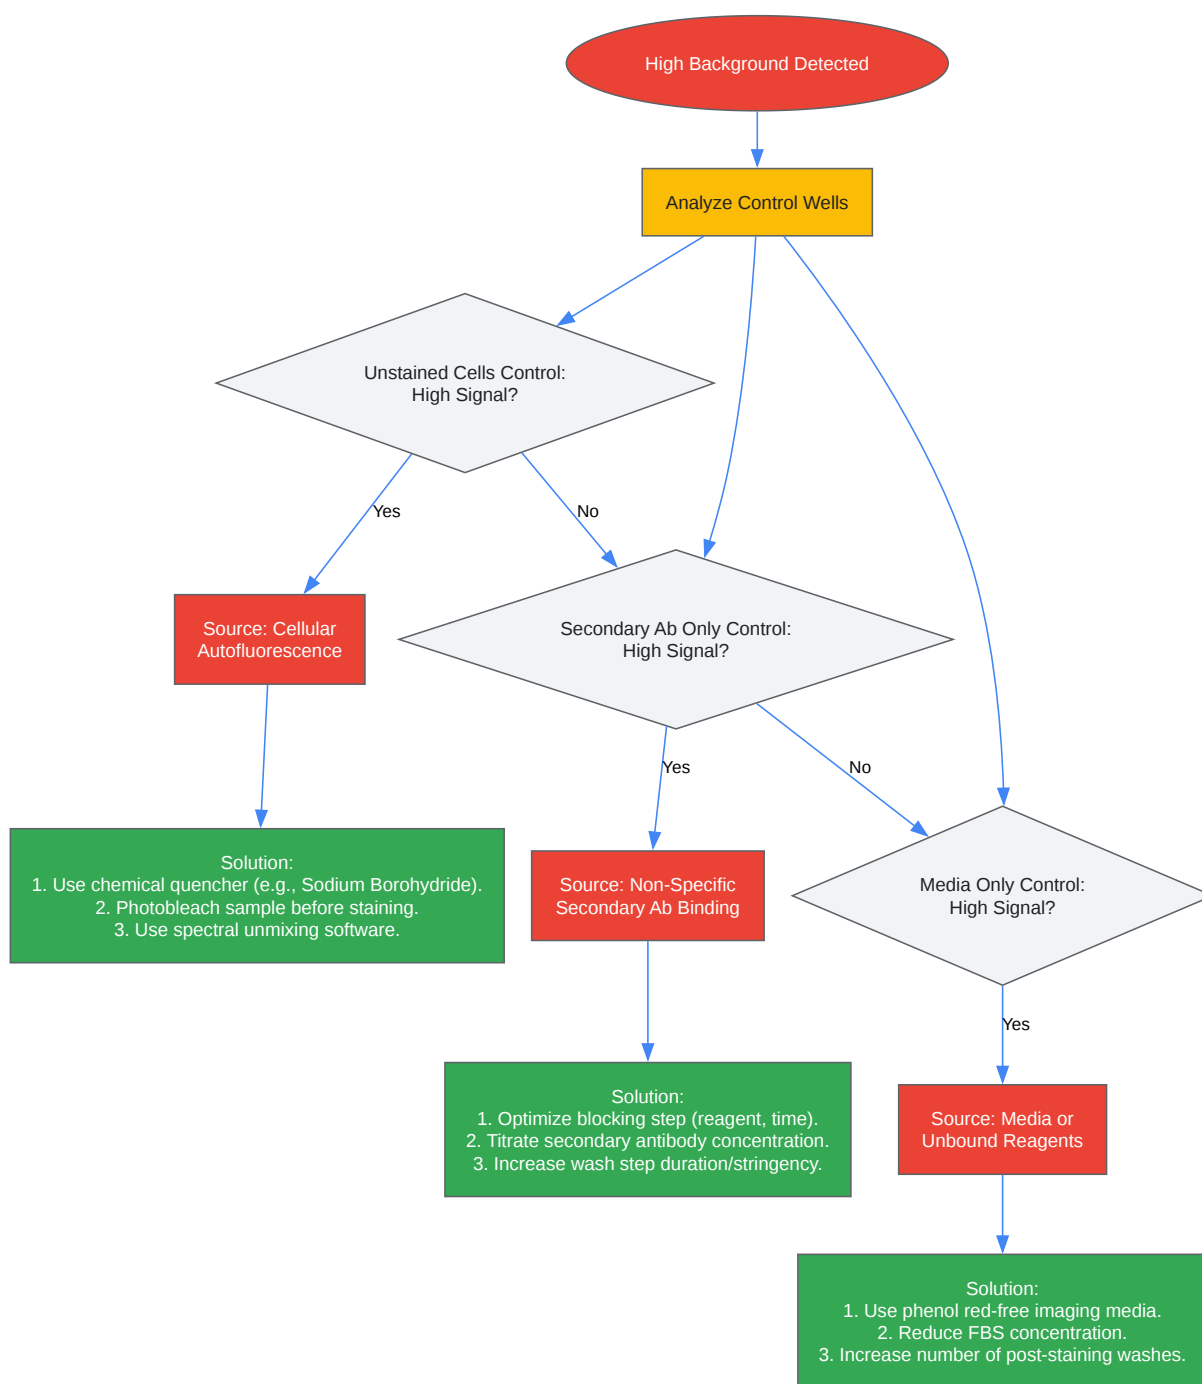 High Background Detected
Analyze Control Wells
Unstained Cells Control:
High Signal?
Yes
No
Source: Cellular
Autofluorescence
Secondary Ab Only Control:
High Signal?
Yes
No
Solution:
1. Use chemical quencher (e.g., Sodium Borohydride).
2. Photobleach sample before staining.
3. Use spectral unmixing software.
Source: Non-Specific
Secondary Ab Binding
Media Only Control:
High Signal?
Yes
Solution:
1. Optimize blocking step (reagent, time).
2. Titrate secondary antibody concentration.
3. Increase wash step duration/stringency.
Source: Media or
Unbound Reagents
Solution:
1. Use phenol red-free imaging media.
2. Reduce FBS concentration.
3. Increase number of post-staining washes.